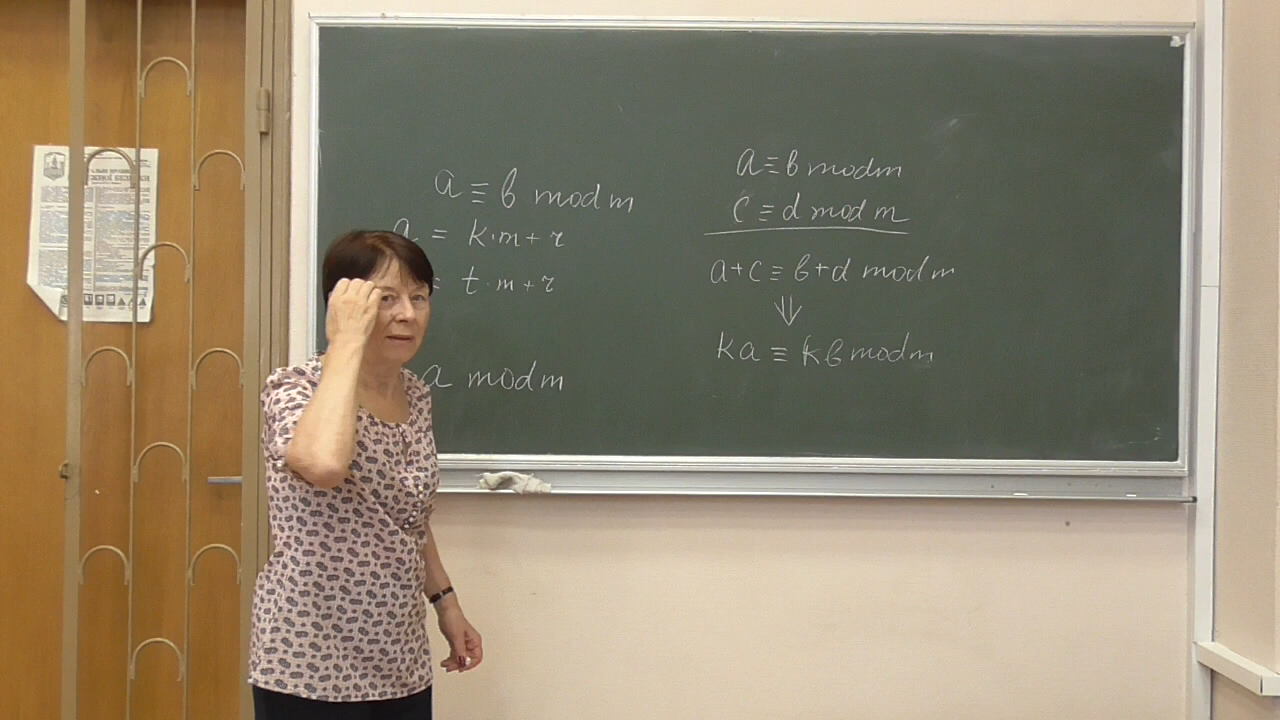 a ≡ b mod m
a = k·m + r
= t·m + r
a mod m
a ≡ b mod m
c ≡ d mod m
a + c ≡ b + d mod m
⇓
ka ≡ kb mod m